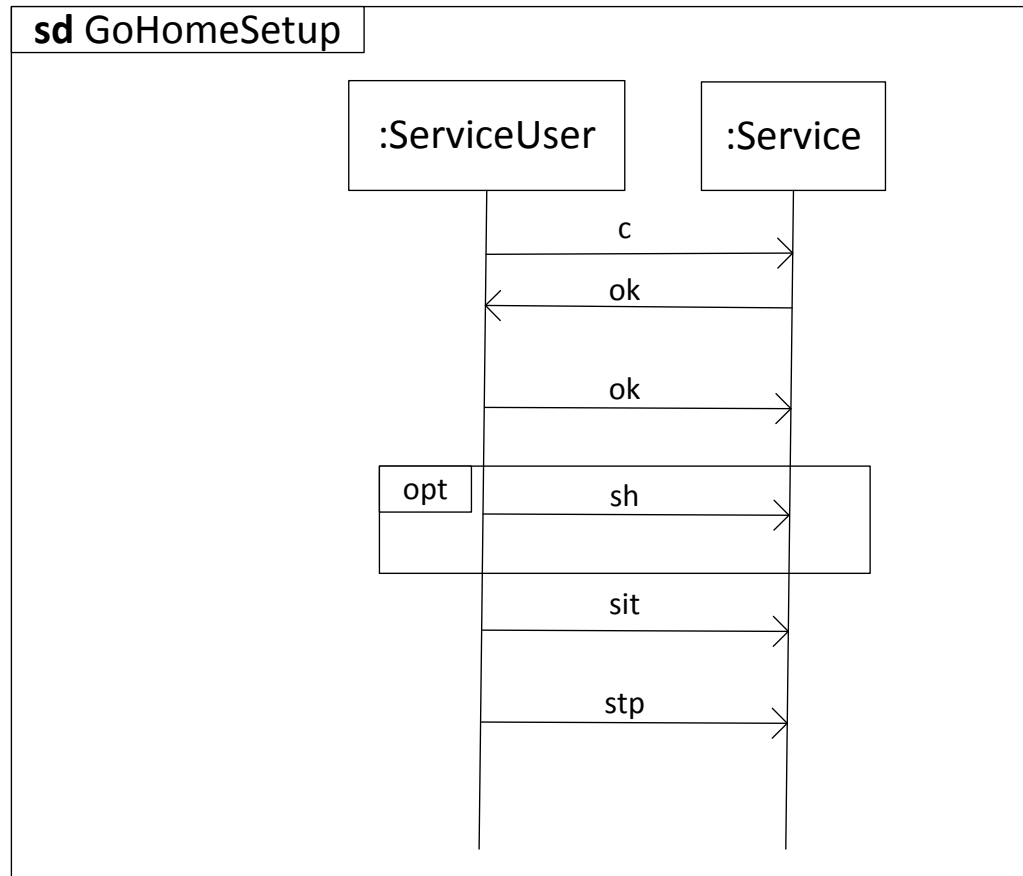 sd GoHomeSetup
:ServiceUser
:Service
c
ok
ok
opt
sh
sit
stp